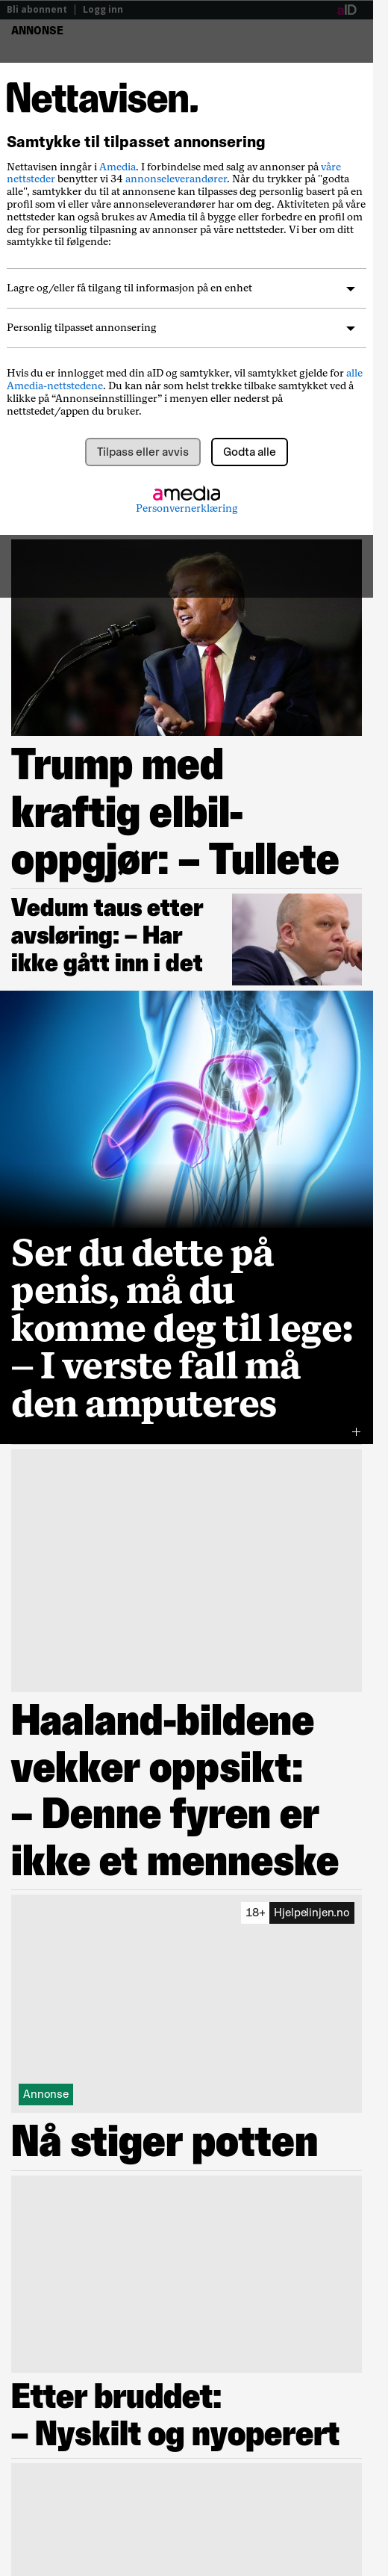 Bli abonnent | Logg inn
aID
ANNONSE
Nettavisen.
Samtykke til tilpasset annonsering
Nettavisen inngår i Amedia. I forbindelse med salg av annonser på våre
nettsteder benytter vi 34 annonseleverandører. Når du trykker på "godta
alle", samtykker du til at annonsene kan tilpasses deg personlig basert på en
profil som vi eller våre annonseleverandører har om deg. Aktiviteten på våre
nettsteder kan også brukes av Amedia til å bygge eller forbedre en profil om
deg for personlig tilpasning av annonser på våre nettsteder. Vi ber om ditt
samtykke til følgende:
Lagre og/eller få tilgang til informasjon på en enhet
Personlig tilpasset annonsering
Hvis du er innlogget med din aID og samtykker, vil samtykket gjelde for alle
Amedia-nettstedene. Du kan når som helst trekke tilbake samtykket ved å
klikke på “Annonseinnstillinger” i menyen eller nederst på
nettstedet/appen du bruker.
Tilpass eller avvis
Godta alle
amedia
Personvernerklæring
Trump med
kraftig elbil-
oppgjør: – Tullete
Vedum taus etter
avsløring: – Har
ikke gått inn i det
Ser du dette på
penis, må du
komme deg til lege:
– I verste fall må
den amputeres
+
Haaland-bildene
vekker oppsikt:
– Denne fyren er
ikke et menneske
18+ Hjelpelinjen.no
Annonse
Nå stiger potten
Etter bruddet:
– Nyskilt og nyoperert